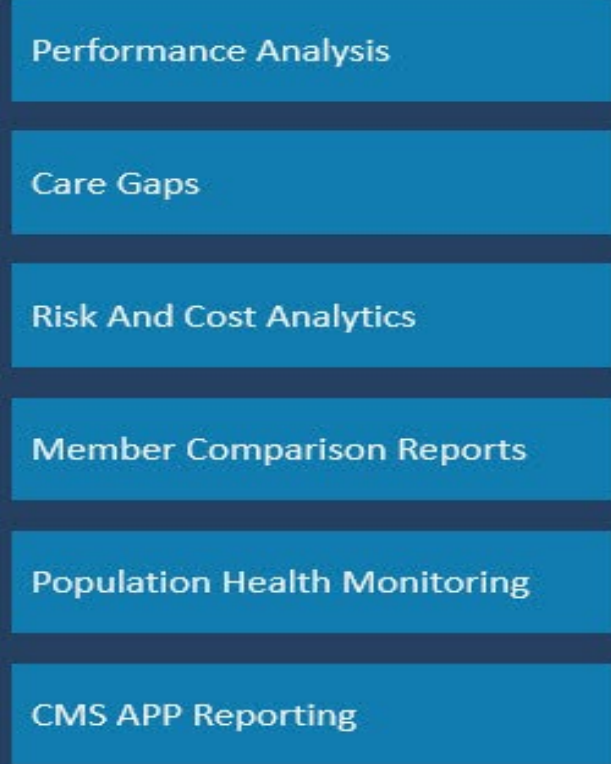 Performance Analysis
Care Gaps
Risk And Cost Analytics
Member Comparison Reports
Population Health Monitoring
CMS APP Reporting